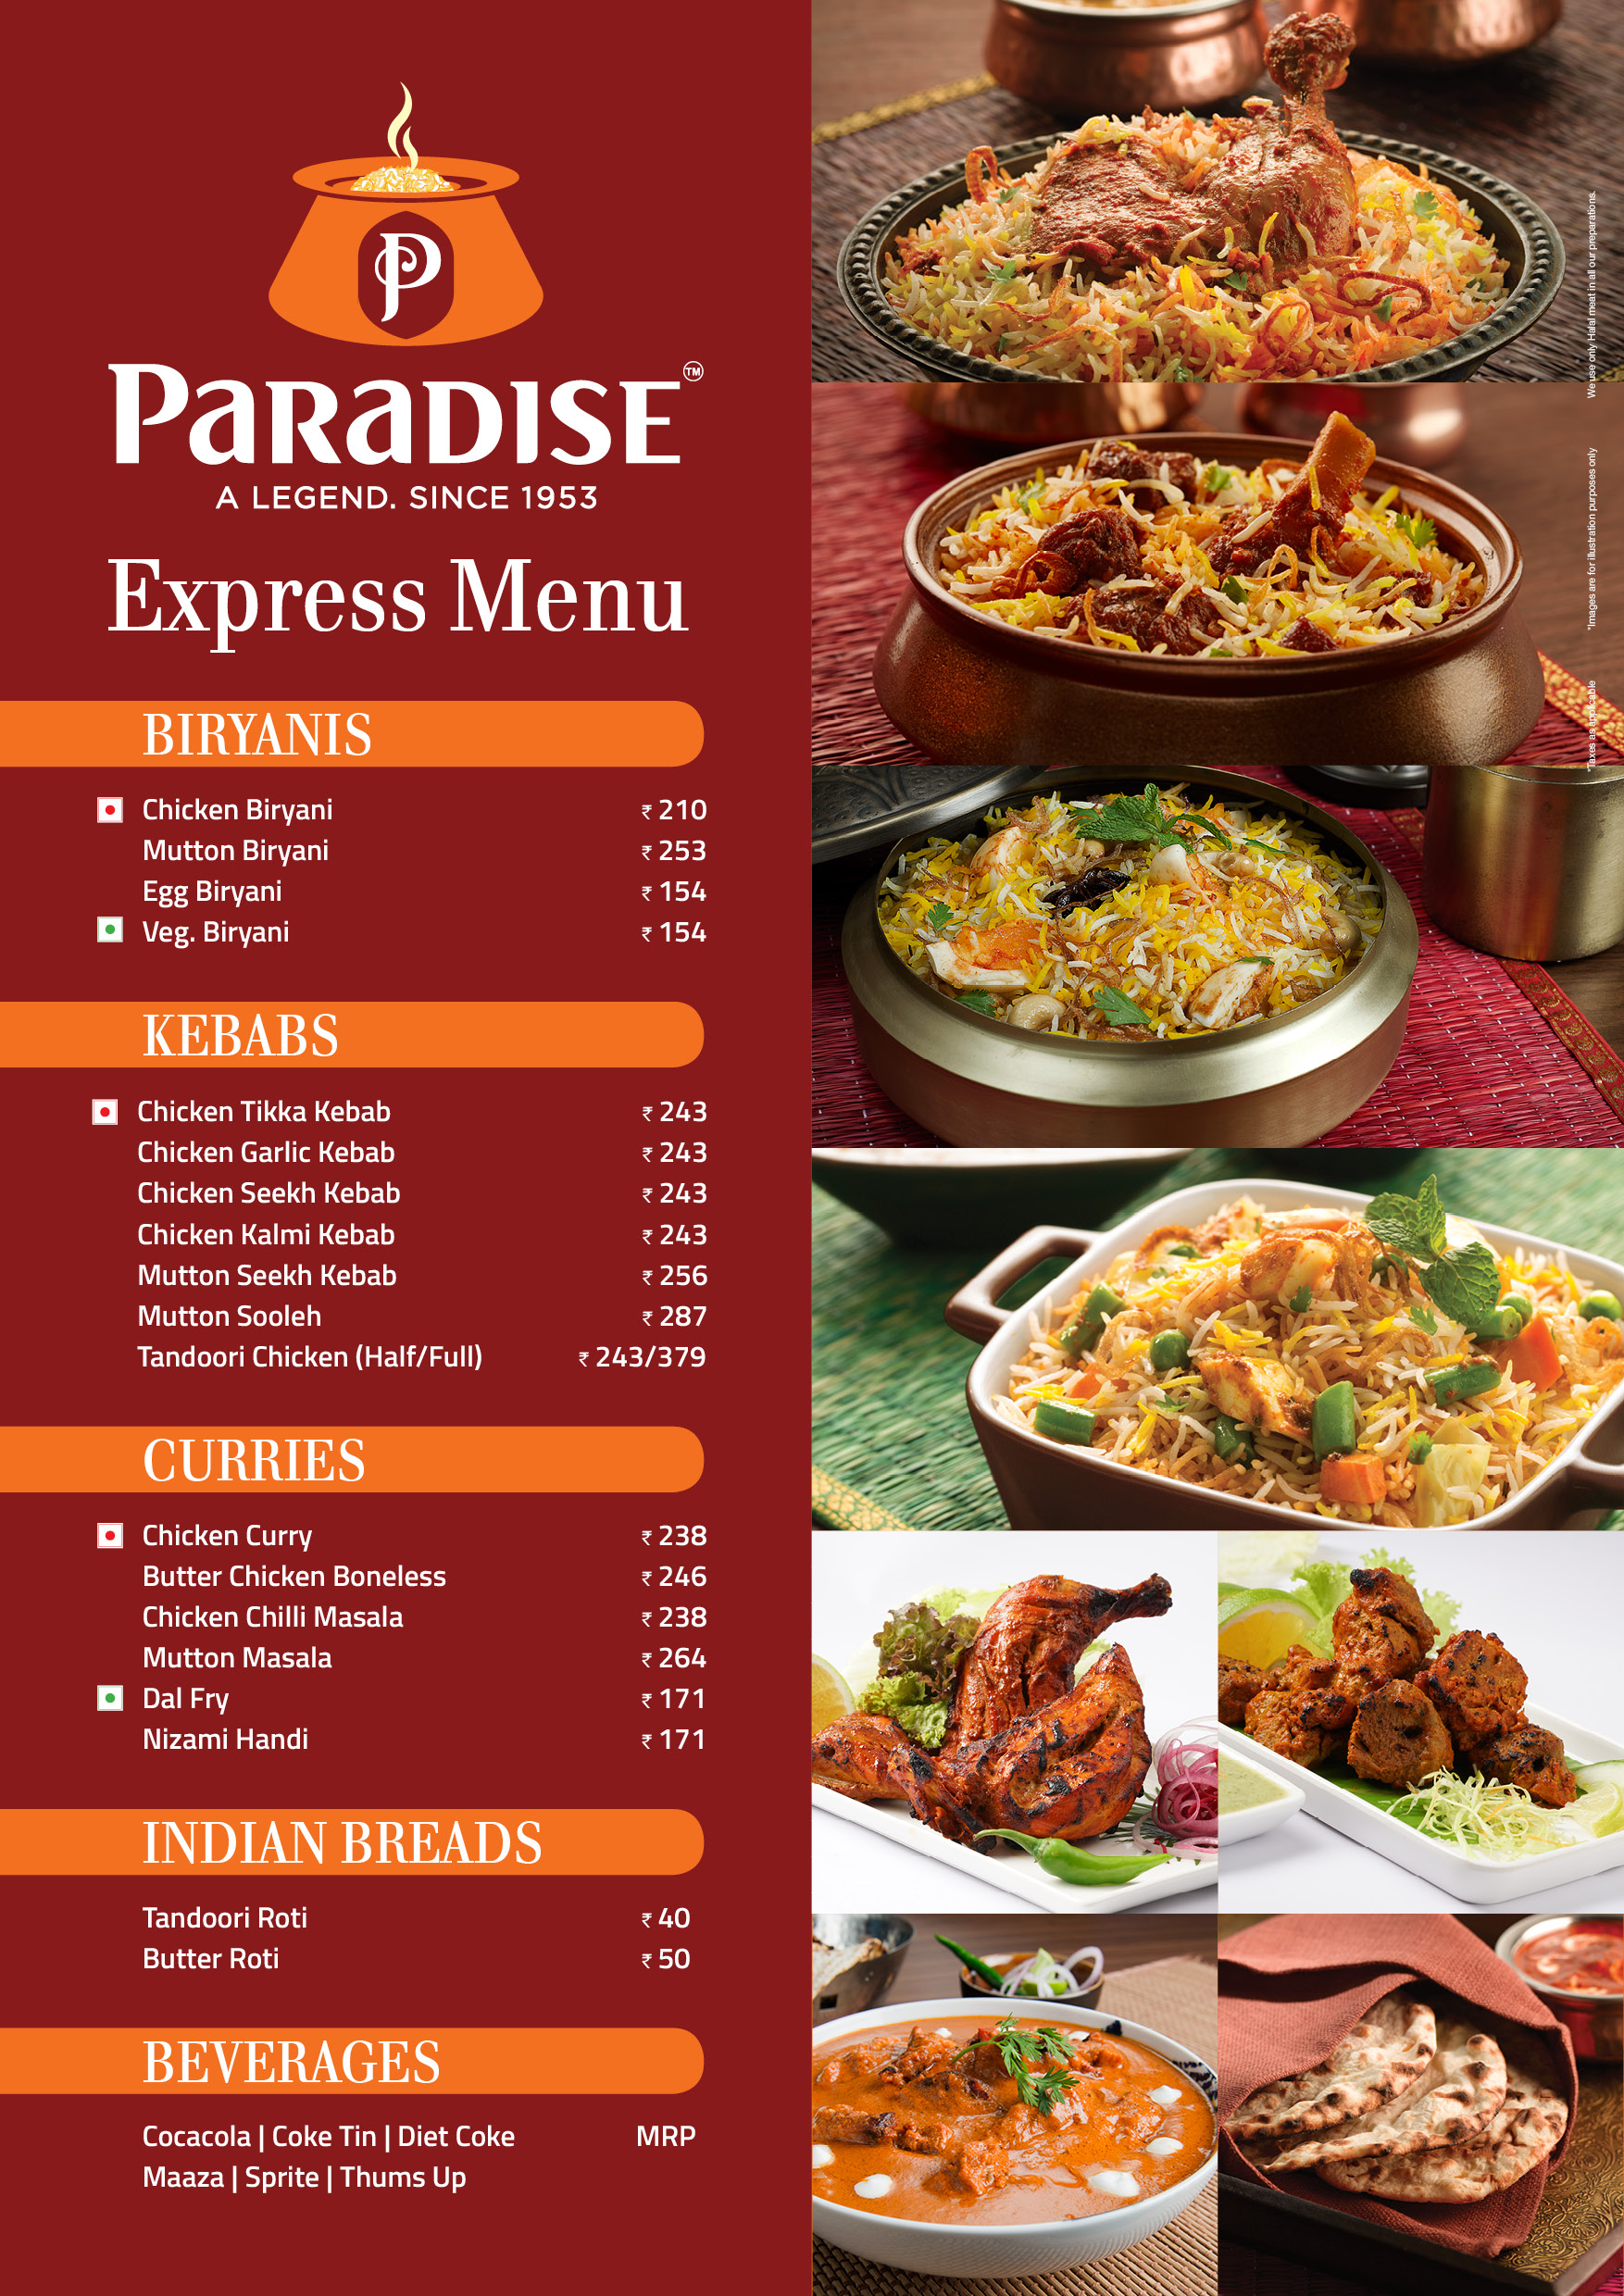 P
PARADISE TM
A LEGEND. SINCE 1953
Express Menu
BIRYANIS
Chicken Biryani ₹ 210
Mutton Biryani ₹ 253
Egg Biryani ₹ 154
Veg. Biryani ₹ 154
KEBABS
Chicken Tikka Kebab ₹ 243
Chicken Garlic Kebab ₹ 243
Chicken Seekh Kebab ₹ 243
Chicken Kalmi Kebab ₹ 243
Mutton Seekh Kebab ₹ 256
Mutton Sooleh ₹ 287
Tandoori Chicken (Half/Full) ₹ 243/379
CURRIES
Chicken Curry ₹ 238
Butter Chicken Boneless ₹ 246
Chicken Chilli Masala ₹ 238
Mutton Masala ₹ 264
Dal Fry ₹ 171
Nizami Handi ₹ 171
INDIAN BREADS
Tandoori Roti ₹ 40
Butter Roti ₹ 50
BEVERAGES
Cocacola | Coke Tin | Diet Coke MRP
Maaza | Sprite | Thums Up
*Taxes as applicable *Images are for illustration purposes only We use only Halal meat in all our preparations.